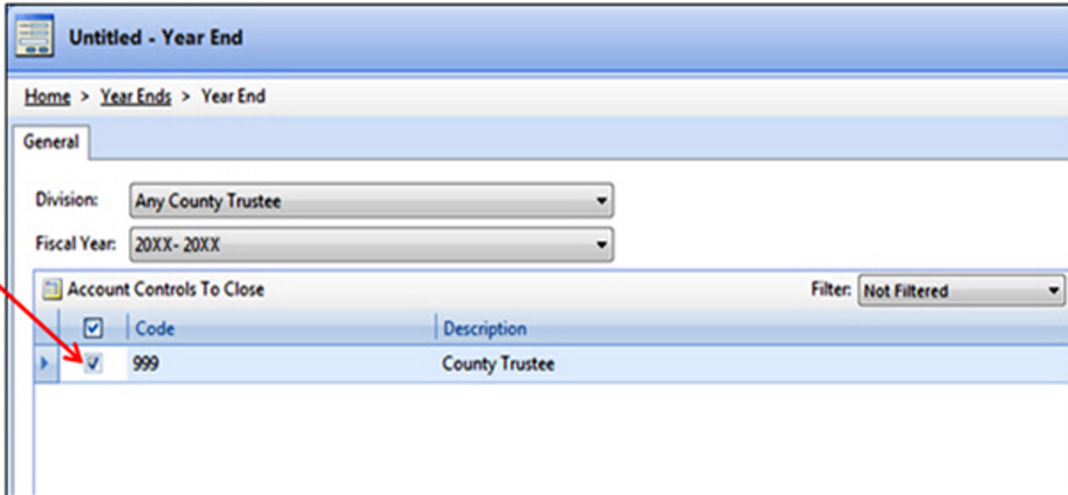 Untitled - Year End
Home > Year Ends > Year End
General
Division: Any County Trustee
Fiscal Year: 20XX- 20XX
Account Controls To Close Filter: Not Filtered
Code Description
999 County Trustee